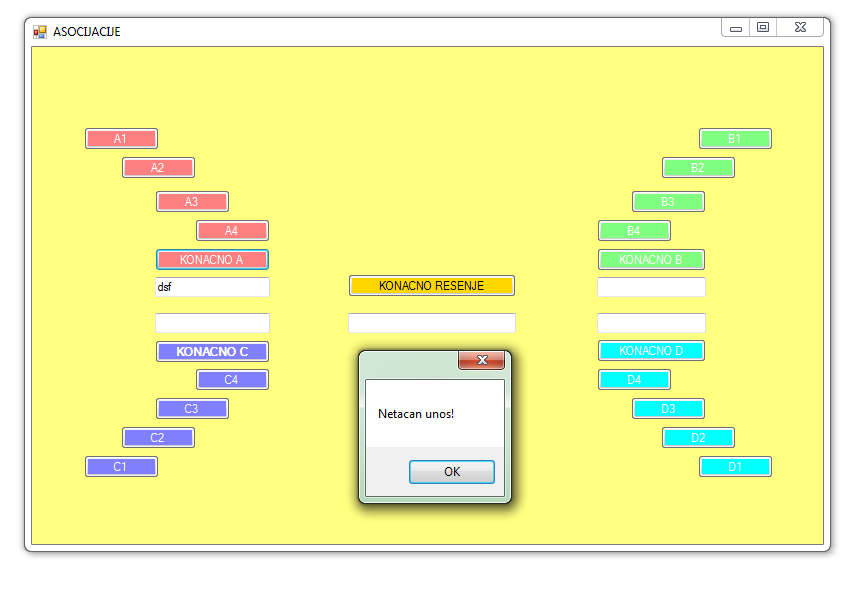 ASOCIJACIJE
A1
B1
A2
B2
A3
B3
A4
B4
KONACNO A
KONACNO B
dsf
KONACNO RESENJE
KONACNO C
KONACNO D
C4
D4
C3
D3
Netacan unos!
C2
D2
C1
D1
OK